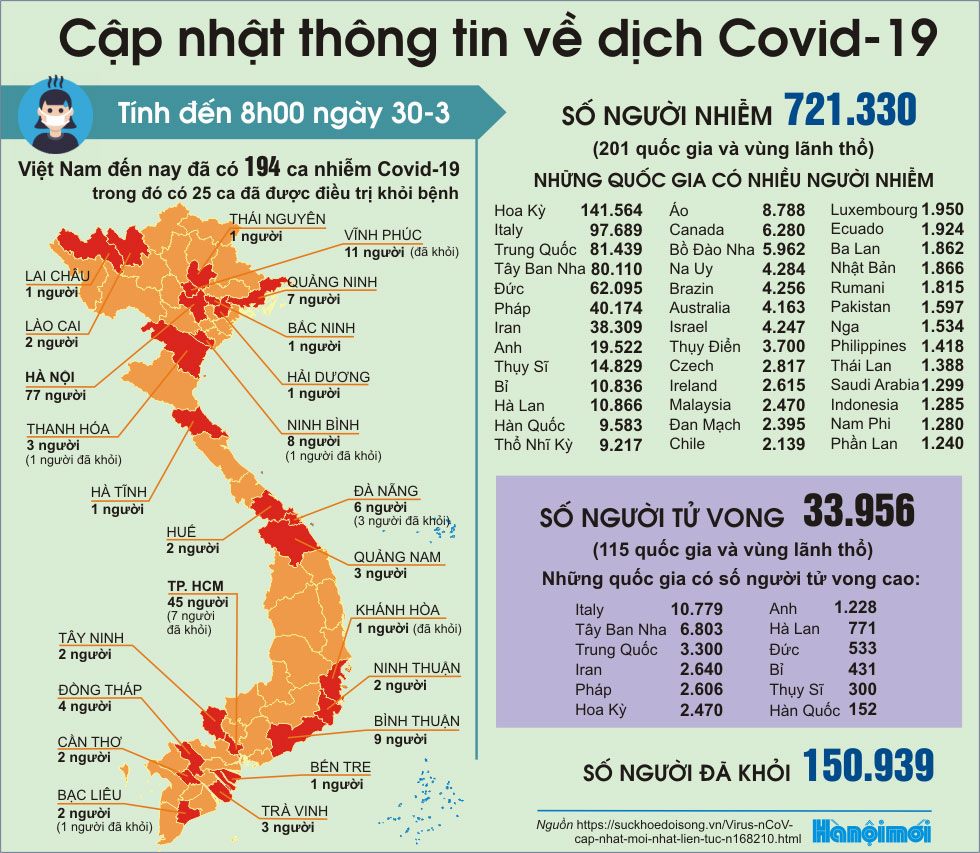 Cập nhật thông tin về dịch Covid-19
Tính đến 8h00 ngày 30-3
Việt Nam đến nay đã có 194 ca nhiễm Covid-19
trong đó có 25 ca đã được điều trị khỏi bệnh
THÁI NGUYÊN
1 người
VĨNH PHÚC
11 người (đã khỏi)
LAI CHÂU
1 người
QUẢNG NINH
7 người
LÀO CAI
2 người
BẮC NINH
1 người
HÀ NỘI
77 người
HẢI DƯƠNG
1 người
THANH HÓA
3 người
(1 người đã khỏi)
NINH BÌNH
8 người
(1 người đã khỏi)
HÀ TĨNH
1 người
ĐÀ NẴNG
6 người
(3 người đã khỏi)
HUẾ
2 người
QUẢNG NAM
3 người
TP. HCM
45 người
(7 người
đã khỏi)
KHÁNH HÒA
1 người (đã khỏi)
TÂY NINH
2 người
NINH THUẬN
2 người
ĐỒNG THÁP
4 người
BÌNH THUẬN
9 người
CẦN THƠ
2 người
BẾN TRE
1 người
BẠC LIÊU
2 người
(1 người đã khỏi)
TRÀ VINH
3 người
SỐ NGƯỜI NHIỄM 721.330
(201 quốc gia và vùng lãnh thổ)
NHỮNG QUỐC GIA CÓ NHIỀU NGƯỜI NHIỄM
Hoa Kỳ 141.564
Italy 97.689
Trung Quốc 81.439
Tây Ban Nha 80.110
Đức 62.095
Pháp 40.174
Iran 38.309
Anh 19.522
Thụy Sĩ 14.829
Bỉ 10.836
Hà Lan 10.866
Hàn Quốc 9.583
Thổ Nhĩ Kỳ 9.217
Áo 8.788
Canada 6.280
Bồ Đào Nha 5.962
Na Uy 4.284
Brazin 4.256
Australia 4.163
Israel 4.247
Thụy Điển 3.700
Czech 2.817
Ireland 2.615
Malaysia 2.470
Đan Mạch 2.395
Chile 2.139
Luxembourg 1.950
Ecuado 1.924
Ba Lan 1.862
Nhật Bản 1.866
Rumani 1.815
Pakistan 1.597
Nga 1.534
Philippines 1.418
Thái Lan 1.388
Saudi Arabia 1.299
Indonesia 1.285
Nam Phi 1.280
Phần Lan 1.240
SỐ NGƯỜI TỬ VONG 33.956
(115 quốc gia và vùng lãnh thổ)
Những quốc gia có số người tử vong cao:
Italy 10.779
Tây Ban Nha 6.803
Trung Quốc 3.300
Iran 2.640
Pháp 2.606
Hoa Kỳ 2.470
Anh 1.228
Hà Lan 771
Đức 533
Bỉ 431
Thụy Sĩ 300
Hàn Quốc 152
SỐ NGƯỜI ĐÃ KHỎI 150.939
Nguồn https://suckhoedoisong.vn/Virus-nCoV-
cap-nhat-moi-nhat-lien-tuc-n168210.html
Hànộimới